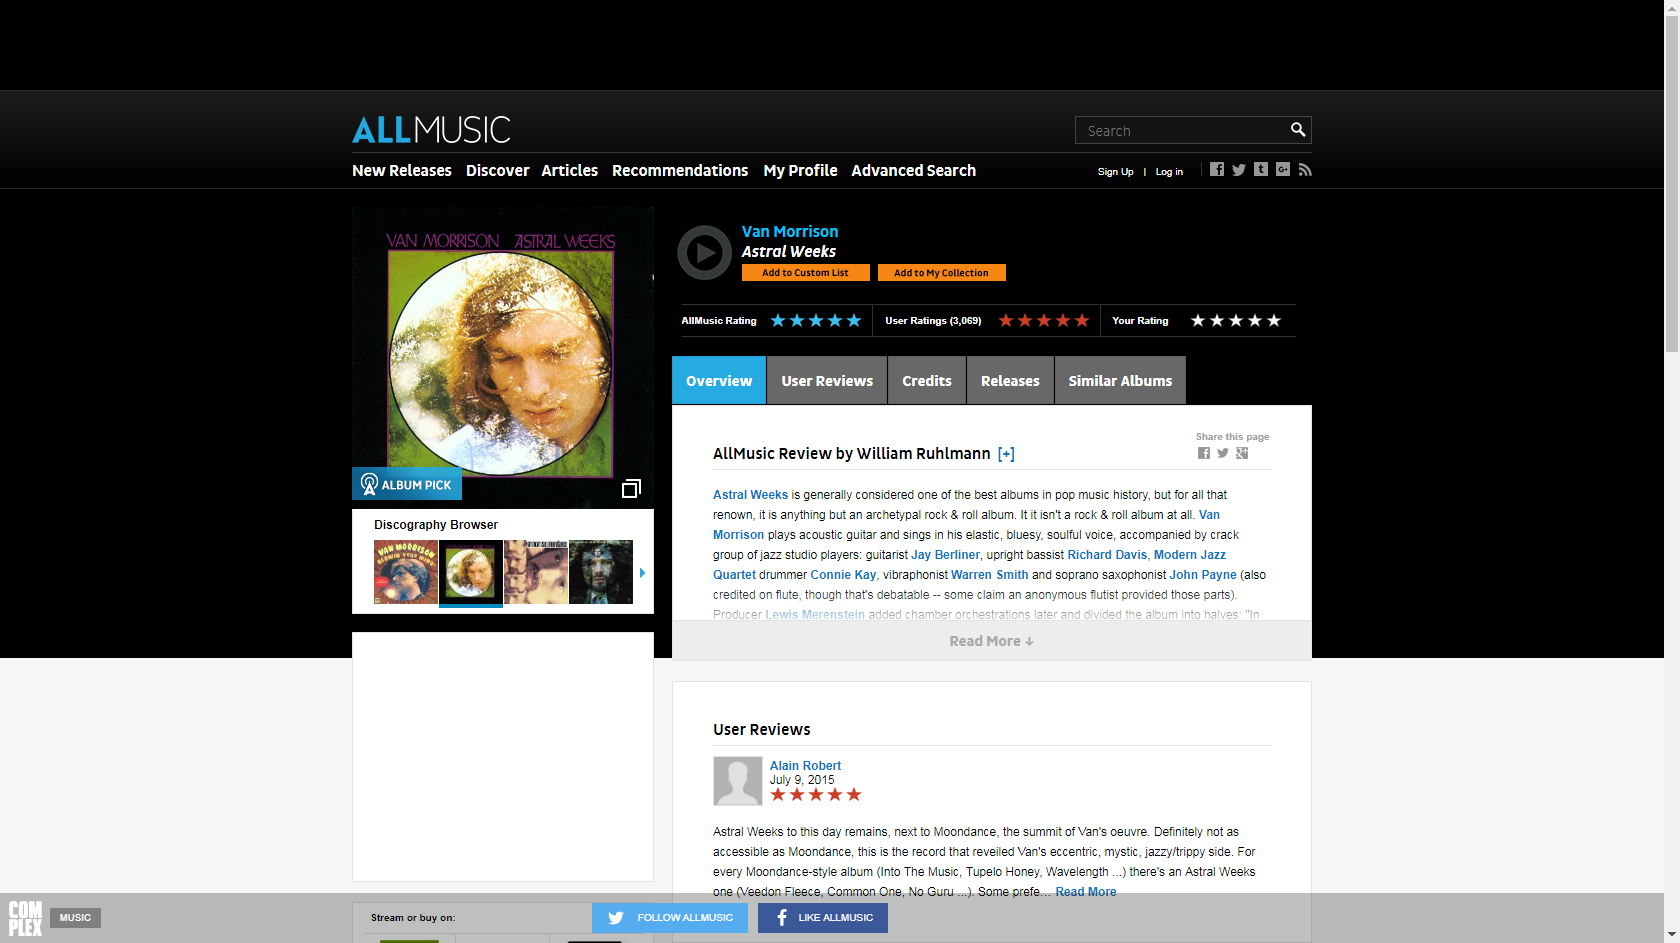 ALLMUSIC
Search
New Releases Discover Articles Recommendations My Profile Advanced Search
Sign Up | Log in
VAN MORRISON ASTRAL WEEKS
ALBUM PICK
Van Morrison
Astral Weeks
Add to Custom List Add to My Collection
AllMusic Rating User Ratings (3,069) Your Rating
Overview User Reviews Credits Releases Similar Albums
Discography Browser
VAN MORRISON
Share this page
AllMusic Review by William Ruhlmann [+]
Astral Weeks is generally considered one of the best albums in pop music history, but for all that
renown, it is anything but an archetypal rock & roll album. It it isn't a rock & roll album at all. Van
Morrison plays acoustic guitar and sings in his elastic, bluesy, soulful voice, accompanied by crack
group of jazz studio players: guitarist Jay Berliner, upright bassist Richard Davis, Modern Jazz
Quartet drummer Connie Kay, vibraphonist Warren Smith and soprano saxophonist John Payne (also
credited on flute, though that's debatable -- some claim an anonymous flutist provided those parts).
Producer Lewis Merenstein added chamber orchestrations later and divided the album into halves: "In
Read More ↓
User Reviews
Alain Robert
July 9, 2015
Astral Weeks to this day remains, next to Moondance, the summit of Van's oeuvre. Definitely not as
accessible as Moondance, this is the record that reveiled Van's eccentric, mystic, jazzy/trippy side. For
every Moondance-style album (Into The Music, Tupelo Honey, Wavelength ...) there's an Astral Weeks
one (Veedon Fleece, Common One, No Guru ...). Some prefe... Read More
COMPLEX
MUSIC
Stream or buy on:
FOLLOW ALLMUSIC
LIKE ALLMUSIC